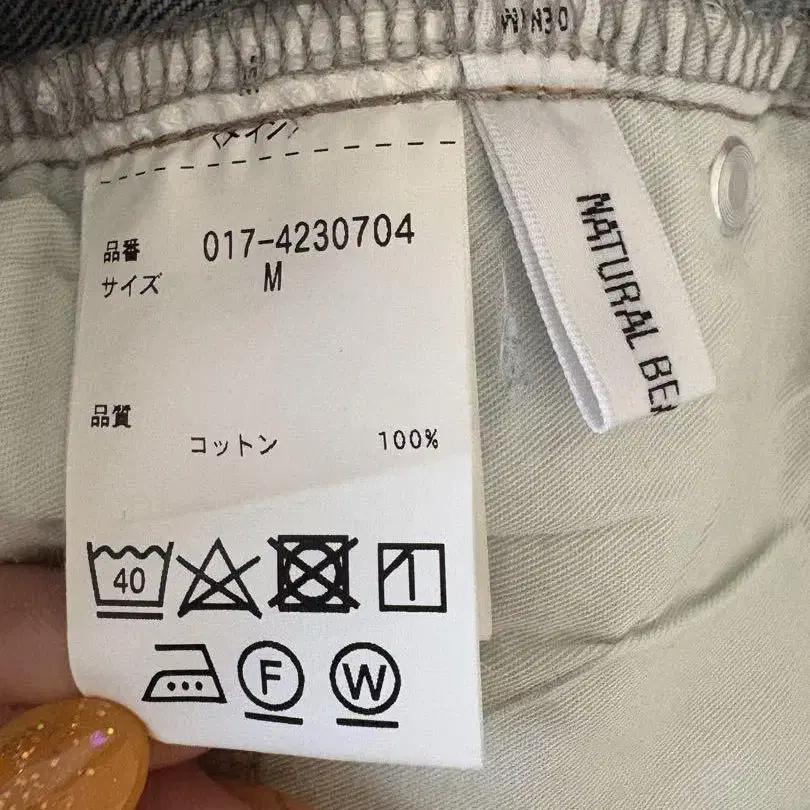 DENIM
<メイン>
品番 017-4230704
サイズ M
品質
コットン 100%
40
F W
NATURAL BE